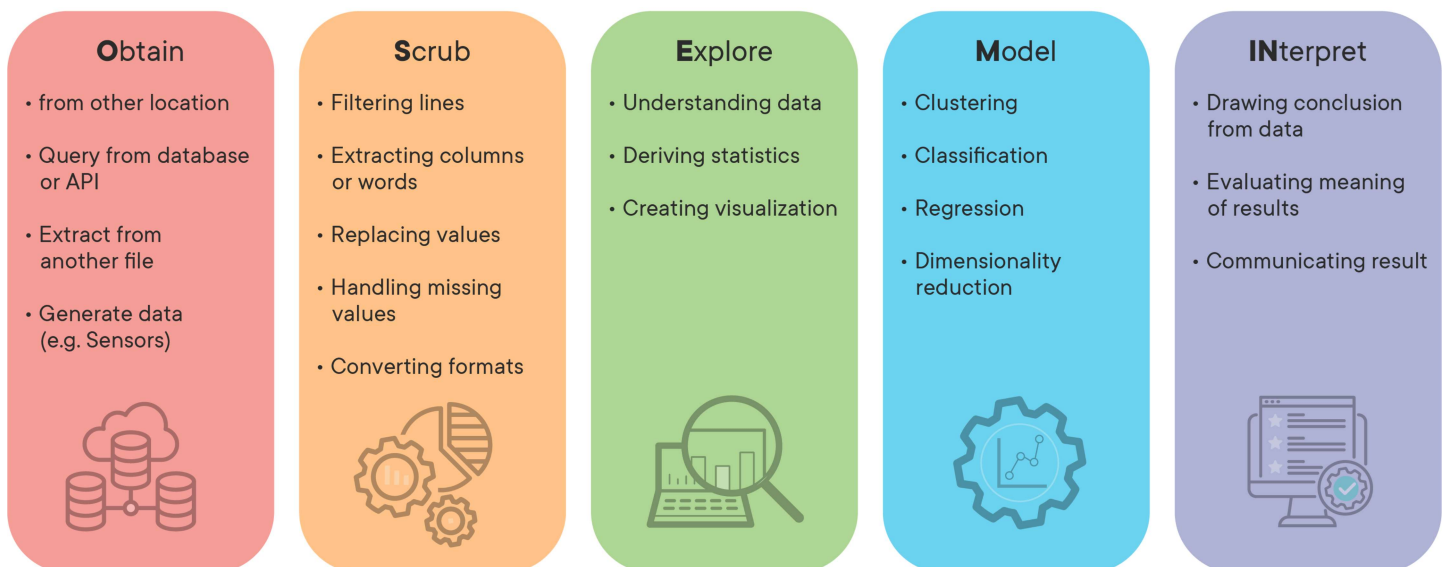 Obtain
• from other location
• Query from database
or API
• Extract from
another file
• Generate data
(e.g. Sensors)
Scrub
• Filtering lines
• Extracting columns
or words
• Replacing values
• Handling missing
values
• Converting formats
Explore
• Understanding data
• Deriving statistics
• Creating visualization
Model
• Clustering
• Classification
• Regression
• Dimensionality
reduction
INterpret
• Drawing conclusion
from data
• Evaluating meaning
of results
• Communicating result